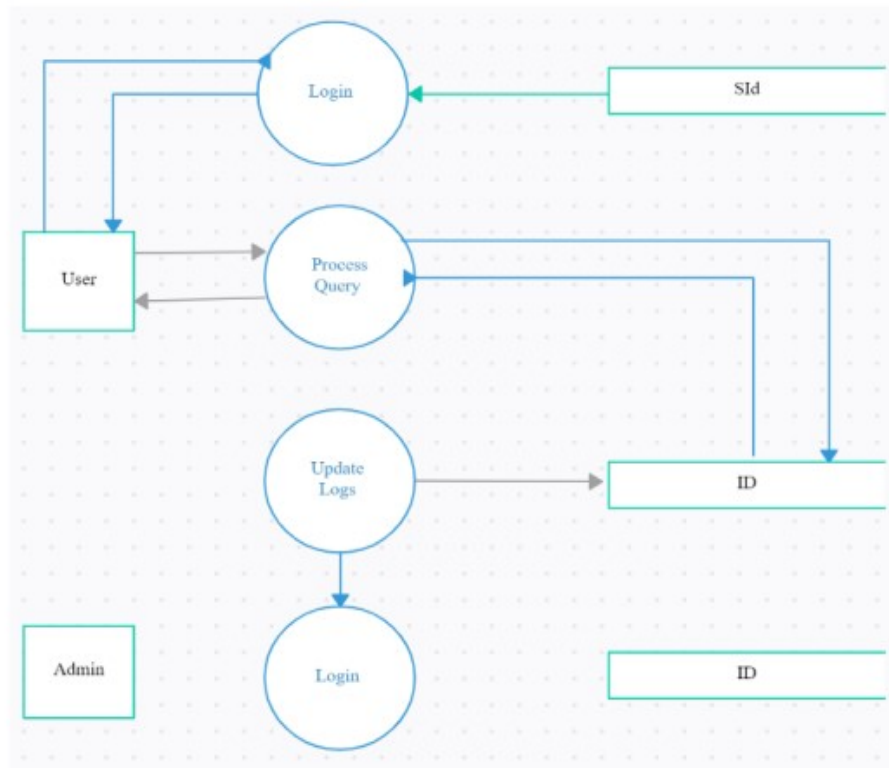 Login
SId
User
Process
Query
Update
Logs
ID
Admin
Login
ID